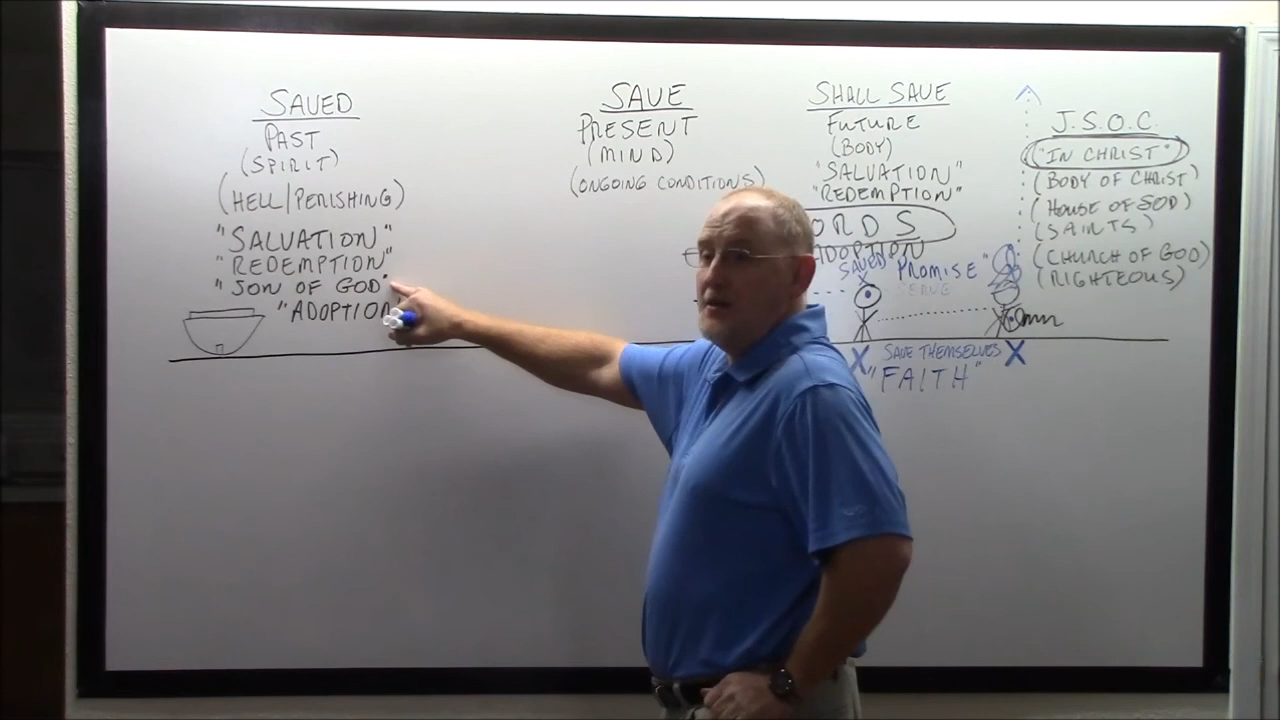 SAVED
PAST
(SPIRIT)
(HELL/PERISHING)
"SALVATION"
"REDEMPTION"
"SON OF GOD"
"ADOPTION
SAVE
PRESENT
(MIND)
(ONGOING CONDITIONS)
SHALL SAVE
FUTURE
(BODY)
"SALVATION"
"REDEMPTION"
ORDS
ADOPTION
SAVED PROMISE"
SERVE
SAVE THEMSELVES
"FAITH"
J.S.O.C.
"IN CHRIST"
(BODY OF CHRIST)
(HOUSE OF GOD)
(SAINTS)
(CHURCH OF GOD)
(RIGHTEOUS)